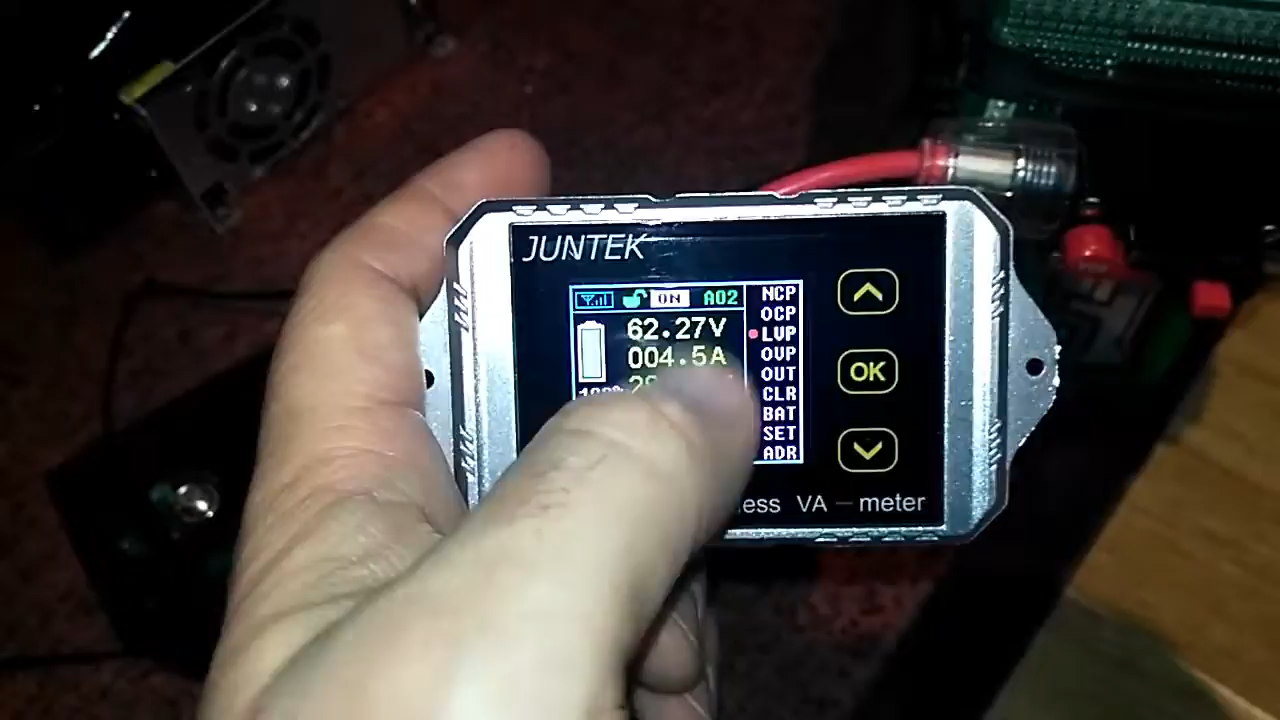 JUNTEK
ON A02
62.27V
004.5A
100%
NCP
OCP
LVP
OVP
OUT
CLR
BAT
SET
ADR
OK
VA-meter